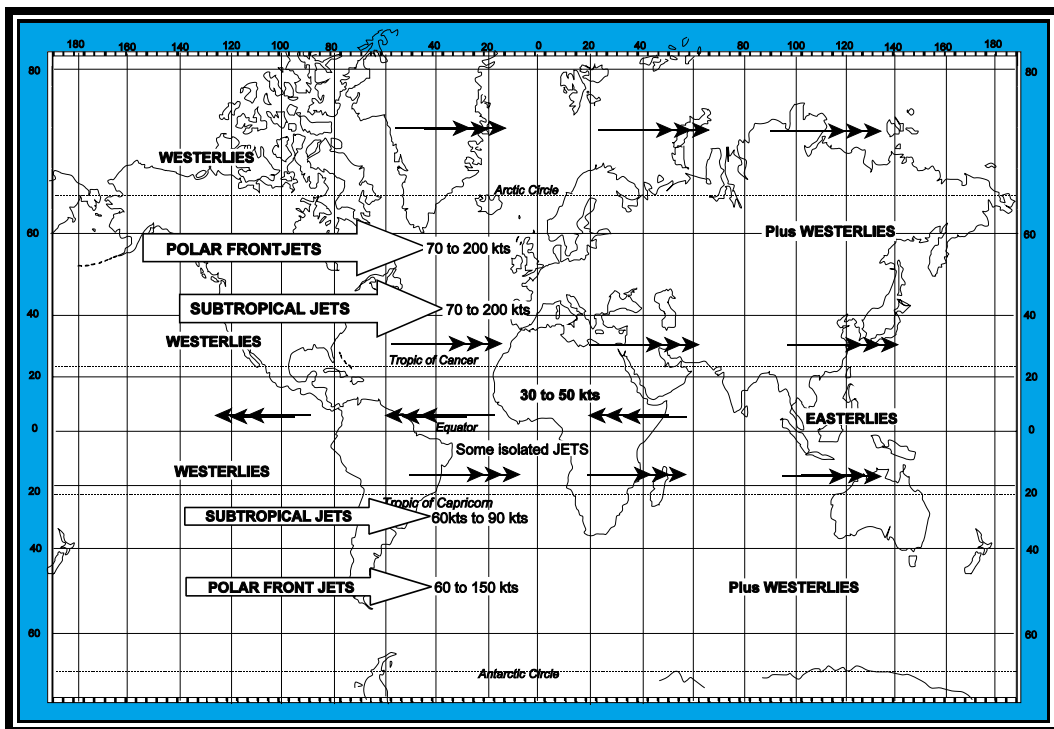 180 160 120 100 80 40 20 0 20 40 60 80 100 120 140 160 180
80 80
WESTERLIES
Arctic Circle
60 Plus WESTERLIES 60
POLAR FRONTJETS 70 to 200 kts
SUBTROPICAL JETS 70 to 200 kts
40 40
WESTERLIES
Tropic of Cancer
20 20
30 to 50 kts
EASTERLIES
0 Equator 0
Some isolated JETS
WESTERLIES
20 20
Tropic of Capricorn
SUBTROPICAL JETS 60kts to 90 kts
40 40
POLAR FRONT JETS 60 to 150 kts Plus WESTERLIES
60 60
Antarctic Circle